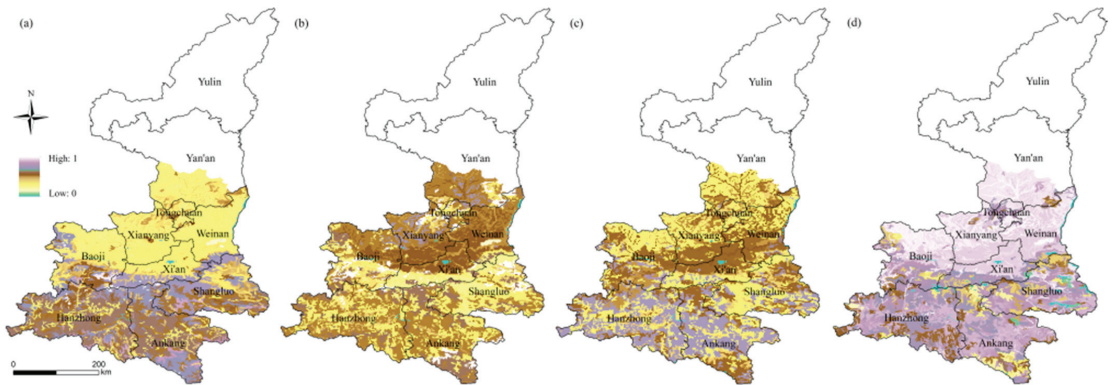 (a)
(b)
(c)
(d)
N
High: 1
Low: 0
Yulin
Yan'an
Tongchuan
Xianyang
Weinan
Baoji
Xi'an
Shangluo
Hanzhong
Ankang
0 200
km
Yulin
Yan'an
Tongchuan
Xianyang
Weinan
Baoji
Xi'an
Shangluo
Hanzhong
Ankang
Yulin
Yan'an
Tongchuan
Xianyang
Weinan
Baoji
Xi'an
Shangluo
Hanzhong
Ankang
Yulin
Yan'an
Tongchuan
Xianyang
Weinan
Baoji
Xi'an
Shangluo
Hanzhong
Ankang